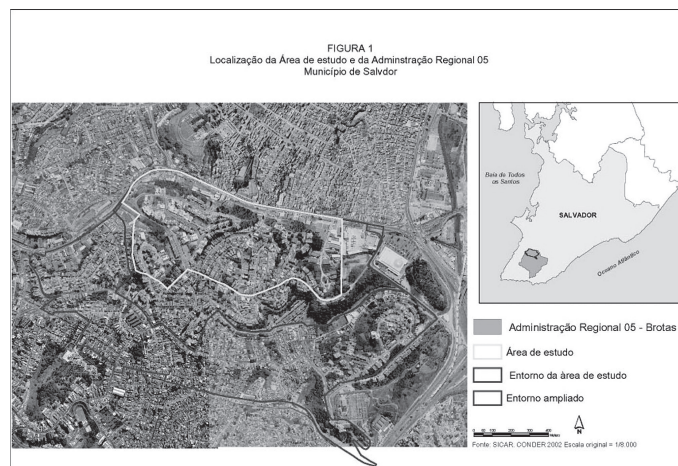 FIGURA 1
Localização da Área de estudo e da Adminstração Regional 05
Município de Salvdor
Baia de Todos
os Santos
SALVADOR
Oceano Atlântico
Administração Regional 05 - Brotas
Área de estudo
Entorno da àrea de estudo
Entorno ampliado
N
Fonte: SICAR, CONDER 2002 Escala original = 1/8.000